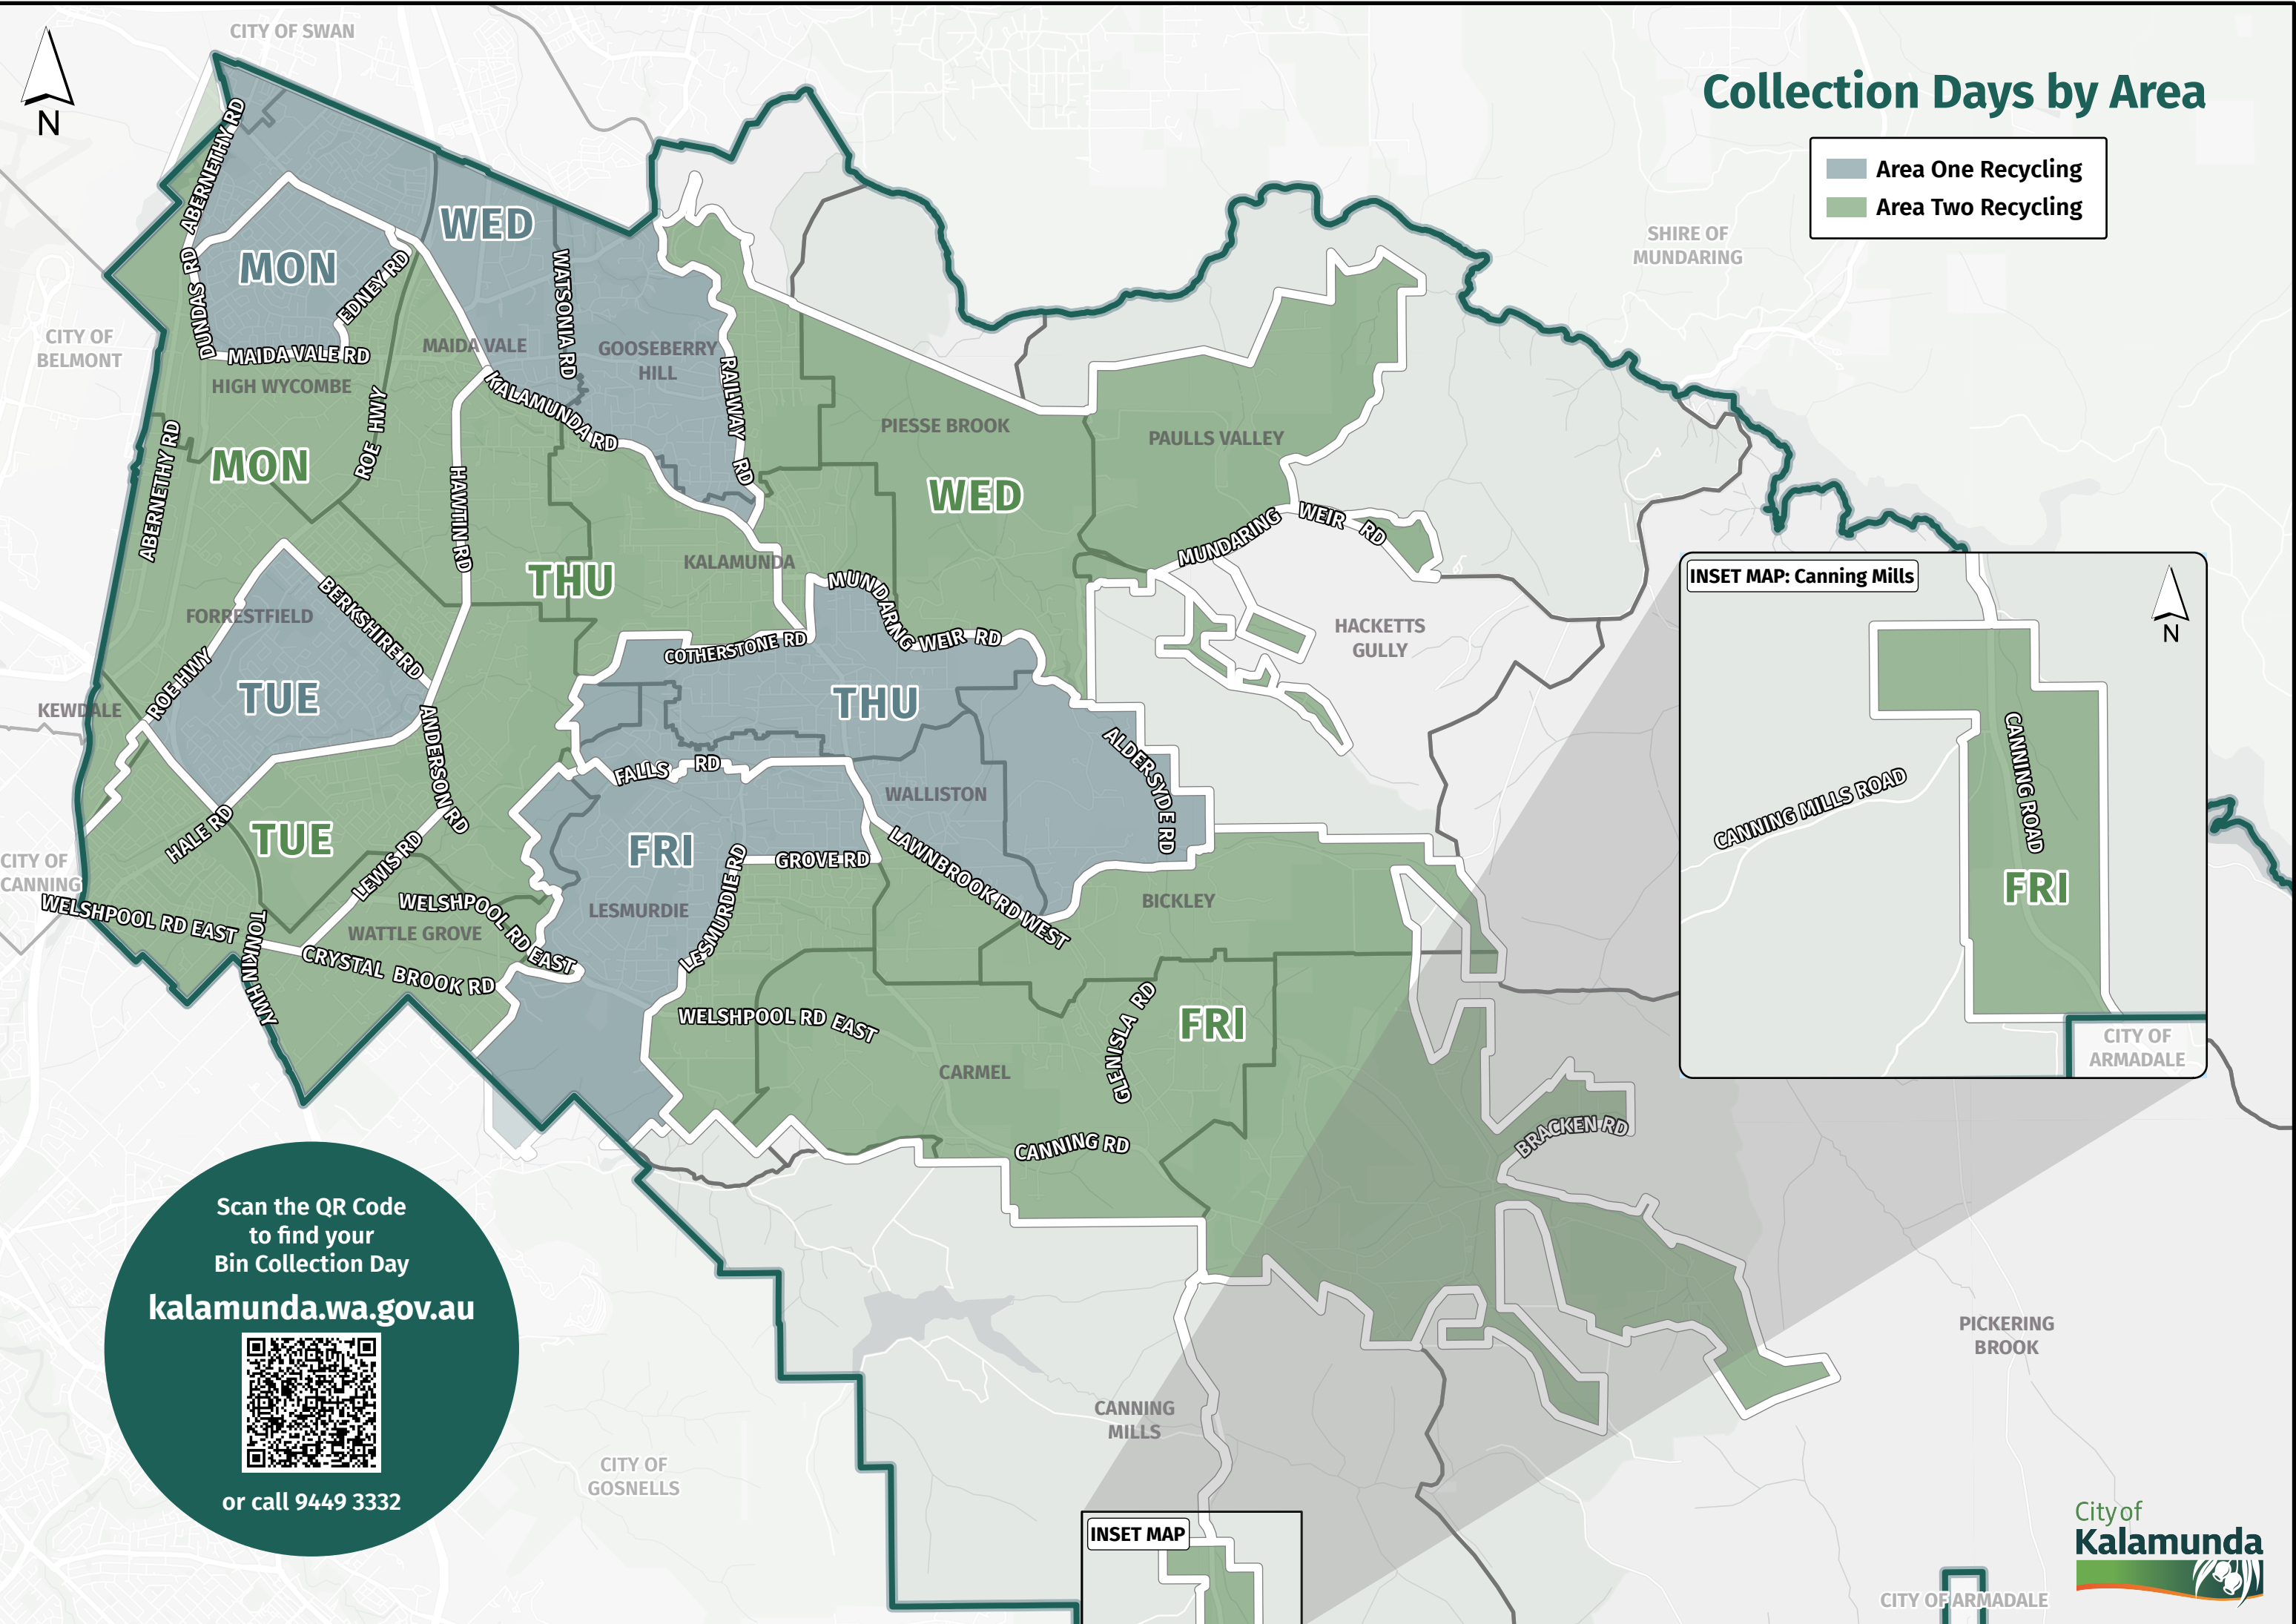 CITY OF SWAN
N
Collection Days by Area
Area One Recycling
Area Two Recycling
ABERNETHY RD
WED
SHIRE OF
MUNDARING
MON
EDNEY RD
WATSONIA RD
DUNDAS RD
CITY OF
BELMONT
MAIDA VALE RD
MAIDA VALE
GOOSEBERRY
HILL
HIGH WYCOMBE
KALAMUNDA RD
RAILWAY
RD
ROE HWY
PIESSE BROOK
PAULLS VALLEY
MON
ABERNETHY RD
HAWTIN RD
WED
MUNDARING
WEIR
RD
KALAMUNDA
THU
INSET MAP: Canning Mills
N
MUNDARNG
WEIR
RD
FORRESTFIELD
BERKSHIRE RD
COTHERSTONE RD
HACKETTS
GULLY
ROE HWY
TUE
THU
KEWDALE
ANDERSON RD
CANNING ROAD
ALDERSYDE RD
FALLS
RD
WALLISTON
CANNING MILLS ROAD
HALE RD
TUE
FRI
GROVE RD
LAWNBROOK RD WEST
CITY OF
CANNING
LEWIS RD
FRI
WELSHPOOL RD EAST
WELSHPOOL RD EAST
LESMURDIE
LESMURDIE RD
BICKLEY
WATTLE GROVE
TONKIN HWY
CRYSTAL BROOK RD
WELSHPOOL RD EAST
GLENISLA RD
FRI
CITY OF
ARMADALE
CARMEL
BRACKEN RD
CANNING RD
Scan the QR Code
to find your
Bin Collection Day
kalamunda.wa.gov.au
or call 9449 3332
PICKERING
BROOK
CANNING
MILLS
CITY OF
GOSNELLS
INSET MAP
City of
Kalamunda
CITY OF ARMADALE